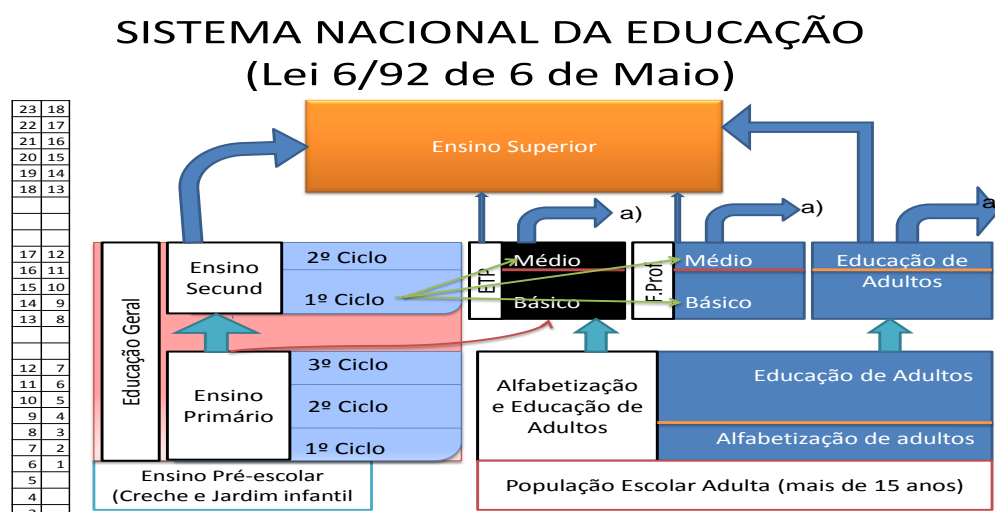 SISTEMA NACIONAL DA EDUCAÇÃO
(Lei 6/92 de 6 de Maio)
23 18
22 17
21 16
20 15
19 14
18 13
17 12
16 11
15 10
14 9
13 8
12 7
11 6
10 5
9 4
8 3
7 2
6 1
5
4
Ensino Superior
a)
a)
a
Educação Geral
Ensino
Secund
2º Ciclo
1º Ciclo
ETP
Médio
Básico
F.Prof
Médio
Básico
Educação de
Adultos
Ensino
Primário
3º Ciclo
2º Ciclo
1º Ciclo
Alfabetização
e Educação de
Adultos
Educação de Adultos
Alfabetização de adultos
Ensino Pré-escolar
(Creche e Jardim infantil
População Escolar Adulta (mais de 15 anos)